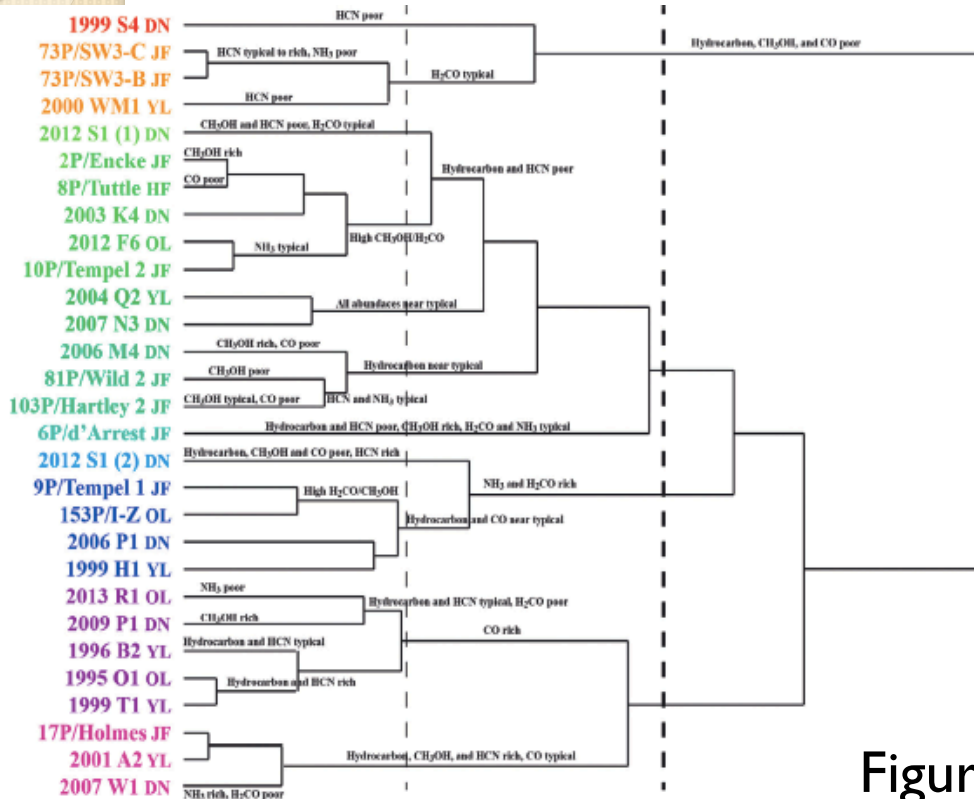 HCN poor
1999 S4 DN
Hydrocarbon, CH₃OH, and CO poor
73P/SW3-C JF
HCN typical to rich, NH₃ poor
73P/SW3-B JF
H₂CO typical
2000 WM1 YL
HCN poor
2012 S1 (1) DN
CH₃OH and HCN poor, H₂CO typical
2P/Encke JF
CH₃OH rich
Hydrocarbon and HCN poor
8P/Tuttle HF
CO poor
2003 K4 DN
2012 F6 OL
High CH₃OH/H₂CO
NH₃ typical
10P/Tempel 2 JF
2004 Q2 YL
All abundaces near typical
2007 N3 DN
2006 M4 DN
CH₃OH rich, CO poor
Hydrocarbon near typical
81P/Wild 2 JF
CH₃OH poor
103P/Hartley 2 JF
CH₃OH typical, CO poor
HCN and NH₃ typical
6P/d'Arrest JF
Hydrocarbon and HCN poor, CH₃OH rich, H₂CO and NH₃ typical
2012 S1 (2) DN
Hydrocarbon, CH₃OH and CO poor, HCN rich
9P/Tempel 1 JF
High H₂CO/CH₃OH
NH₃ and H₂CO rich
153P/I-Z OL
Hydrocarbon and CO near typical
2006 P1 DN
1999 H1 YL
2013 R1 OL
NH₃ poor
Hydrocarbon and HCN typical, H₂CO poor
2009 P1 DN
CH₃OH rich
CO rich
1996 B2 YL
Hydrocarbon and HCN typical
1995 O1 OL
Hydrocarbon and HCN rich
1999 T1 YL
17P/Holmes JF
2001 A2 YL
Hydrocarbon, CH₃OH, and HCN rich, CO typical
2007 W1 DN
NH₃ rich, H₂CO poor
Figur